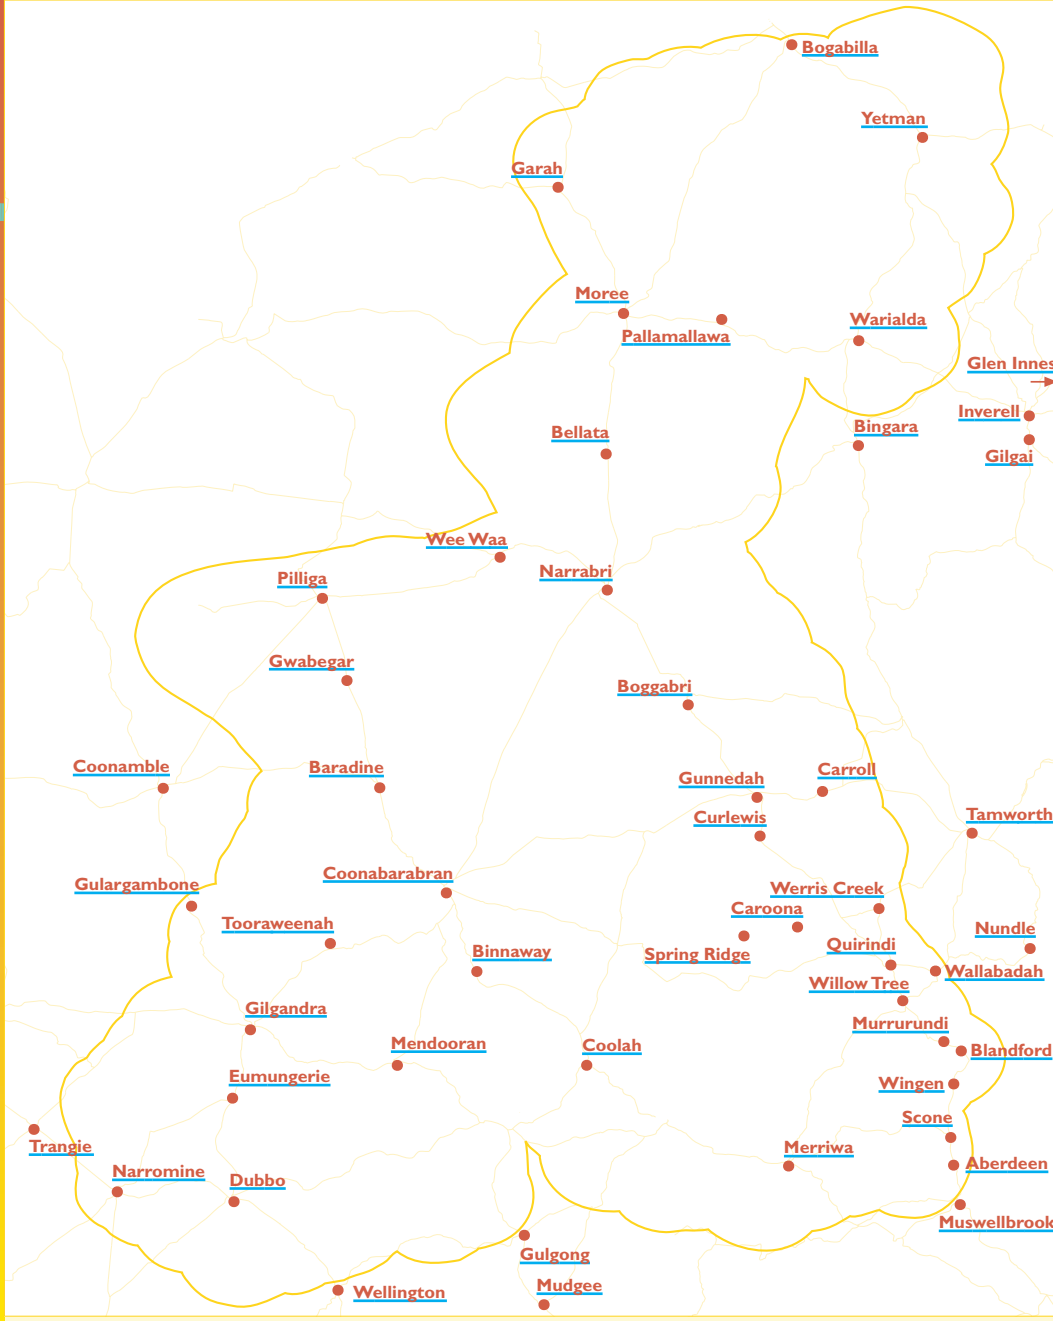 Bogabilla
Yetman
Garah
Moree
Pallamallawa
Warialda
Glen Innes
Inverell
Bingara
Bellata
Gilgai
Wee Waa
Narrabri
Pilliga
Gwabegar
Boggabri
Coonamble
Baradine
Carroll
Gunnedah
Curlewis
Tamworth
Coonabarabran
Gulargambone
Werris Creek
Caroona
Tooraweenah
Nundle
Quirindi
Binnaway
Spring Ridge
Wallabadah
Willow Tree
Gilgandra
Murrurundi
Mendooran
Coolah
Blandford
Eumungerie
Wingen
Scone
Trangie
Merriwa
Aberdeen
Narromine
Dubbo
Muswellbrook
Gulgong
Mudgee
Wellington